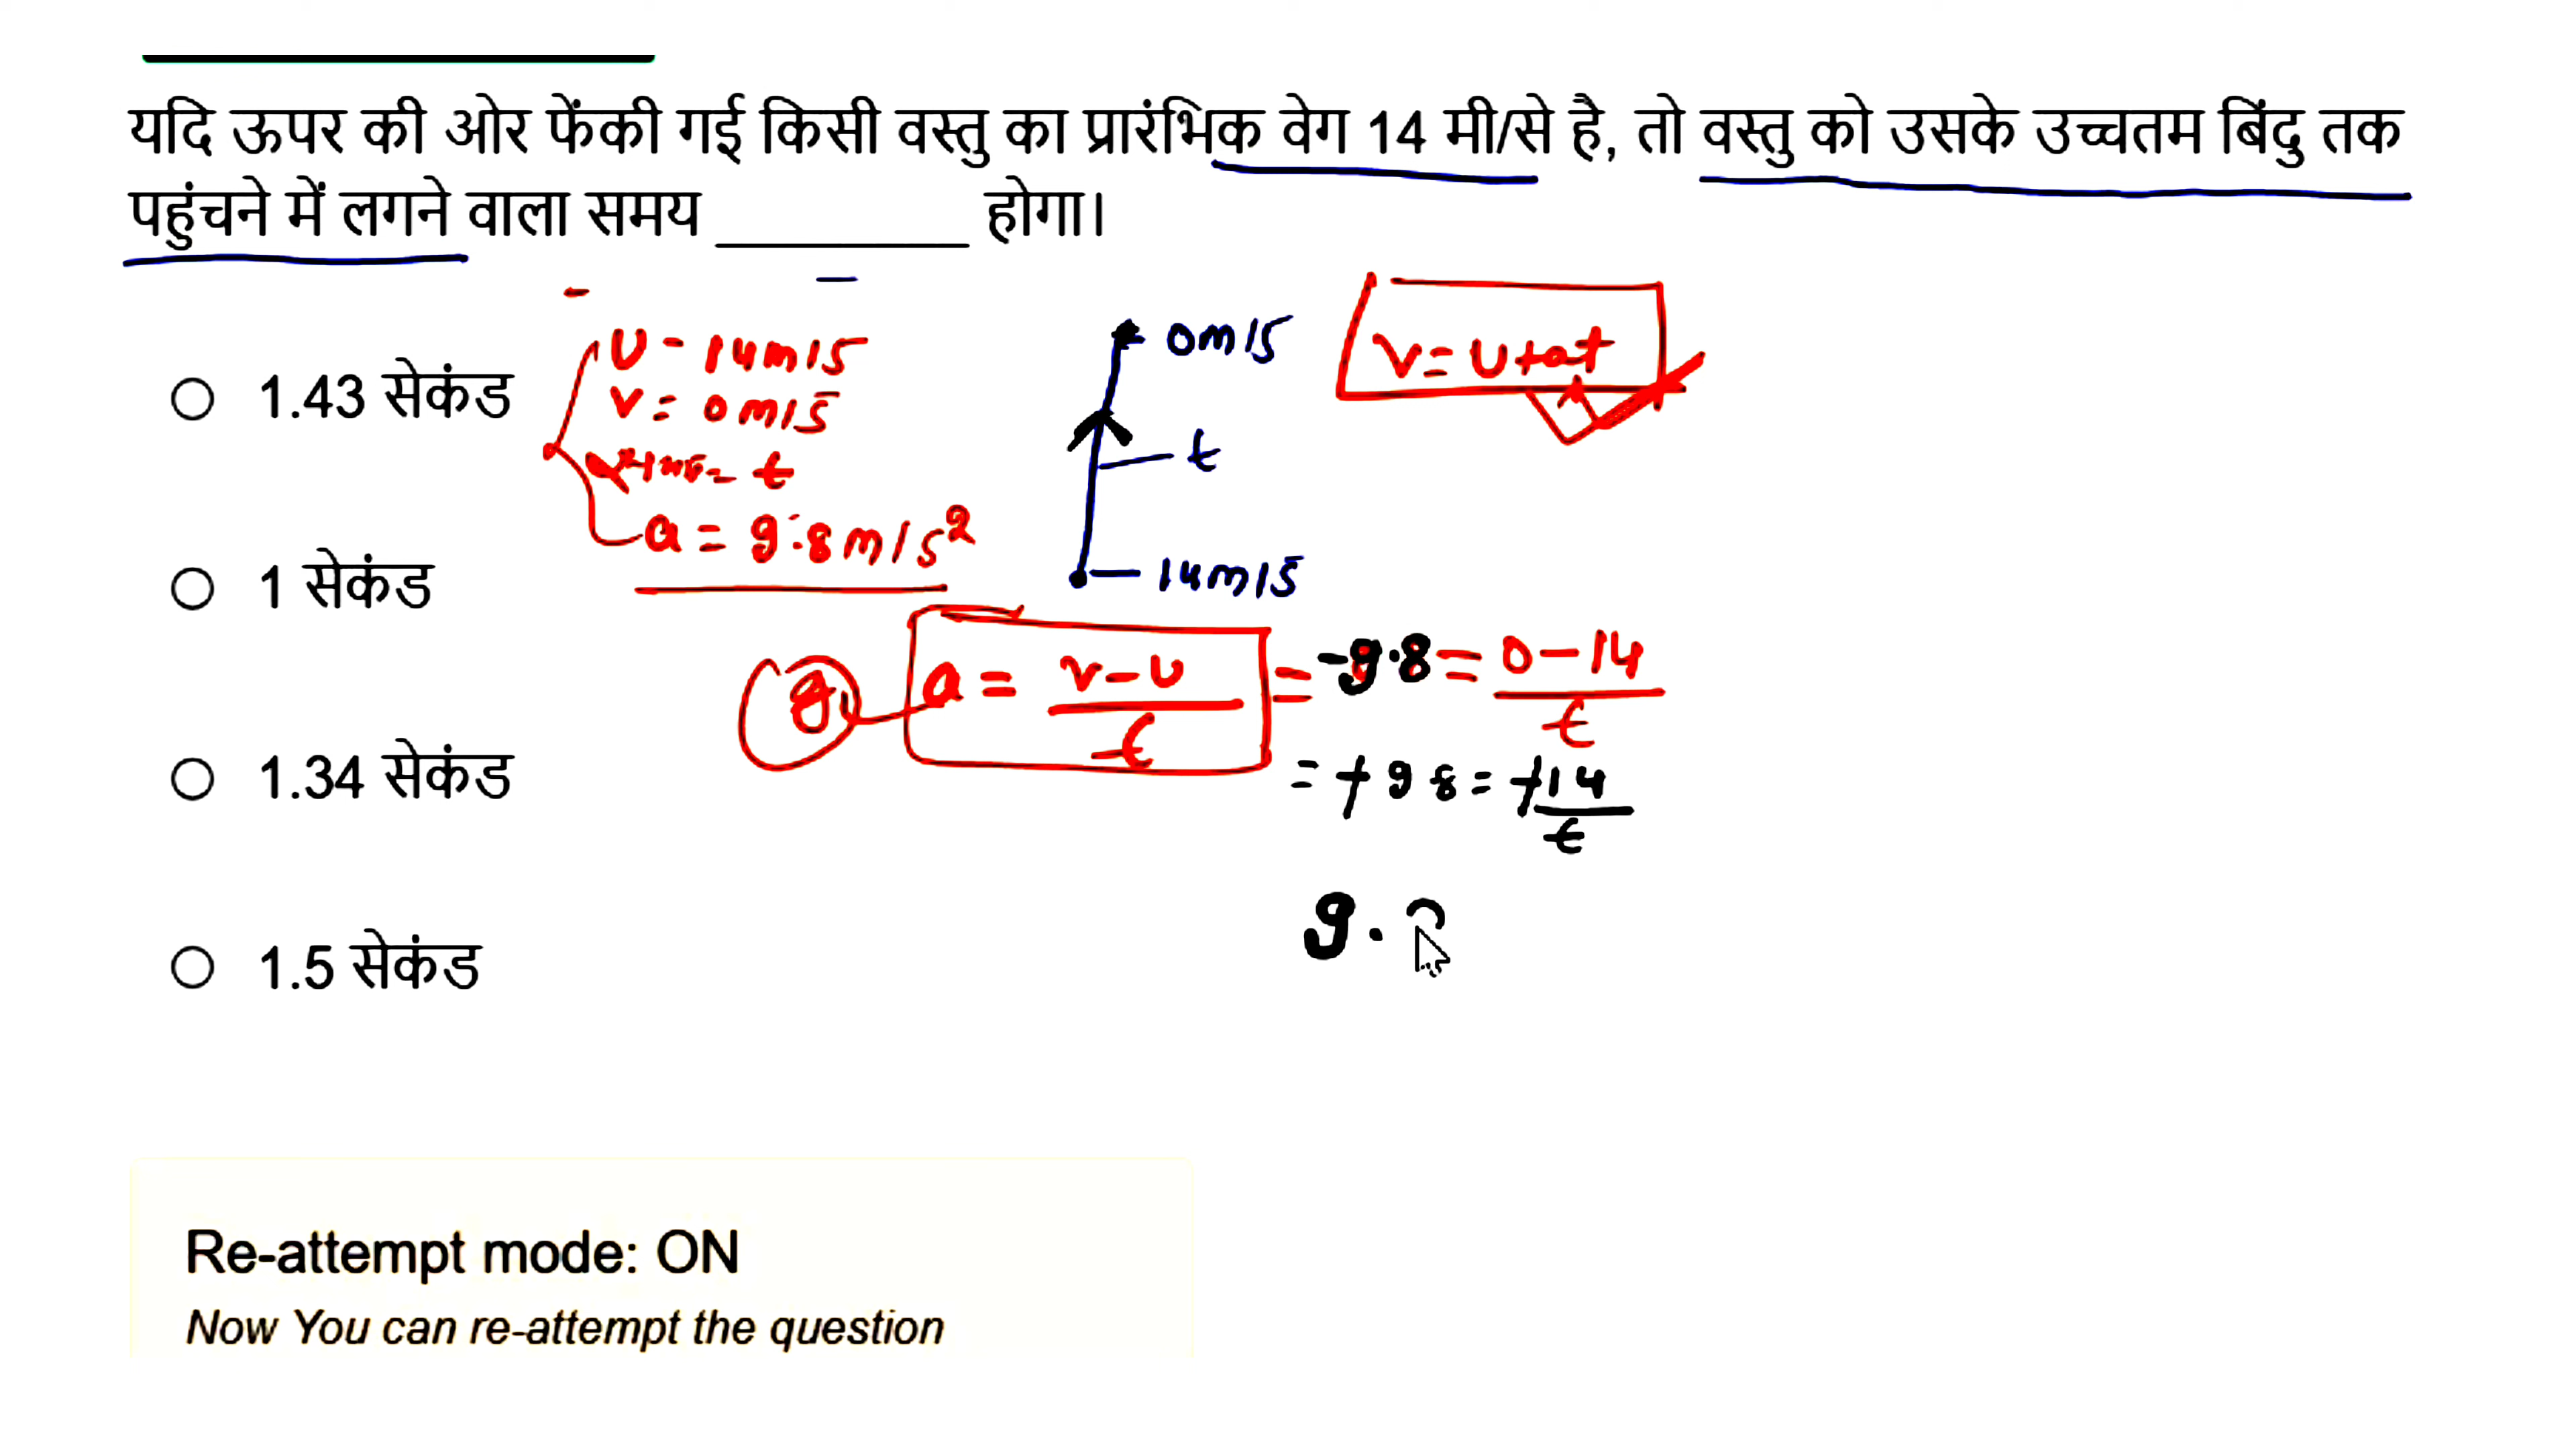 यदि ऊपर की ओर फेंकी गई किसी वस्तु का प्रारंभिक वेग 14 मी/से है, तो वस्तु को उसके उच्चतम बिंदु तक
पहुंचने में लगने वाला समय ________ होगा।
1.43 सेकंड
1 सेकंड
1.34 सेकंड
1.5 सेकंड
U - 14m/s
V = 0m/s
time = t
a = 9.8m/s²
0m/s
t
14m/s
V = U+at
g
a = v-u / t = -9.8 = 0-14 / t
= +98 = +14 / t
9.
Re-attempt mode: ON
Now You can re-attempt the question